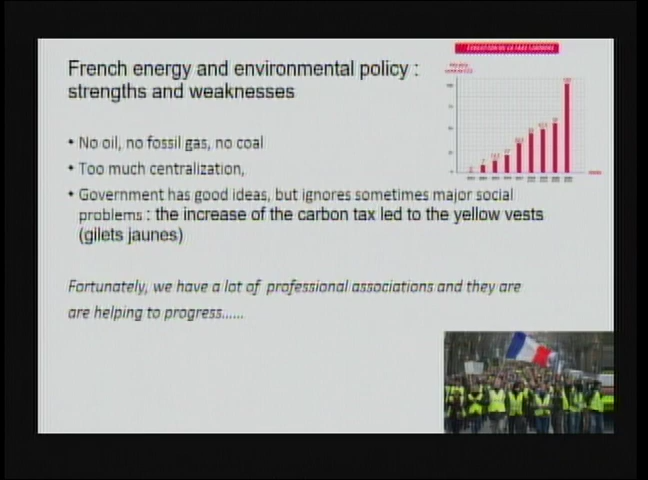 French energy and environmental policy :
strengths and weaknesses
• No oil, no fossil gas, no coal
• Too much centralization,
• Government has good ideas, but ignores sometimes major social
problems : the increase of the carbon tax led to the yellow vests
(gilets jaunes)
Fortunately, we have a lot of professional associations and they are
are helping to progress......